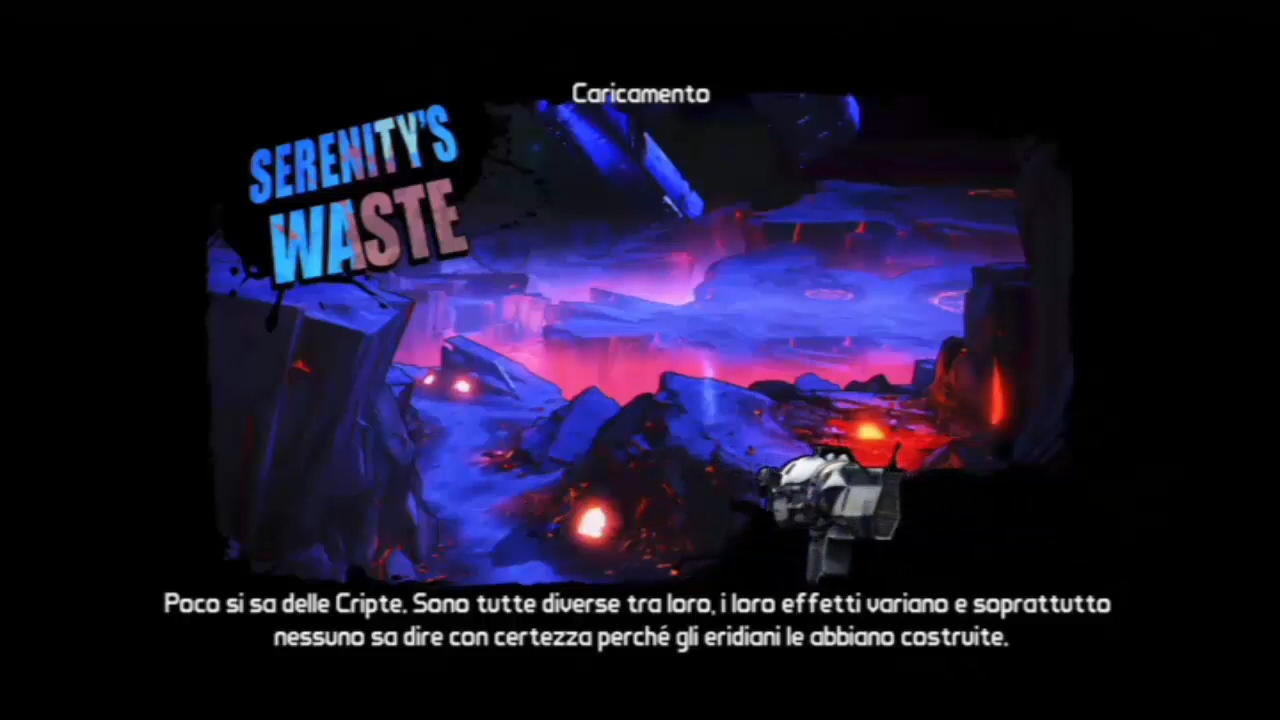 Caricamento
SERENITY'S
WASTE
Poco si sa delle Cripte. Sono tutte diverse tra loro, i loro effetti variano e soprattutto
nessuno sa dire con certezza perché gli eridiani le abbiano costruite.